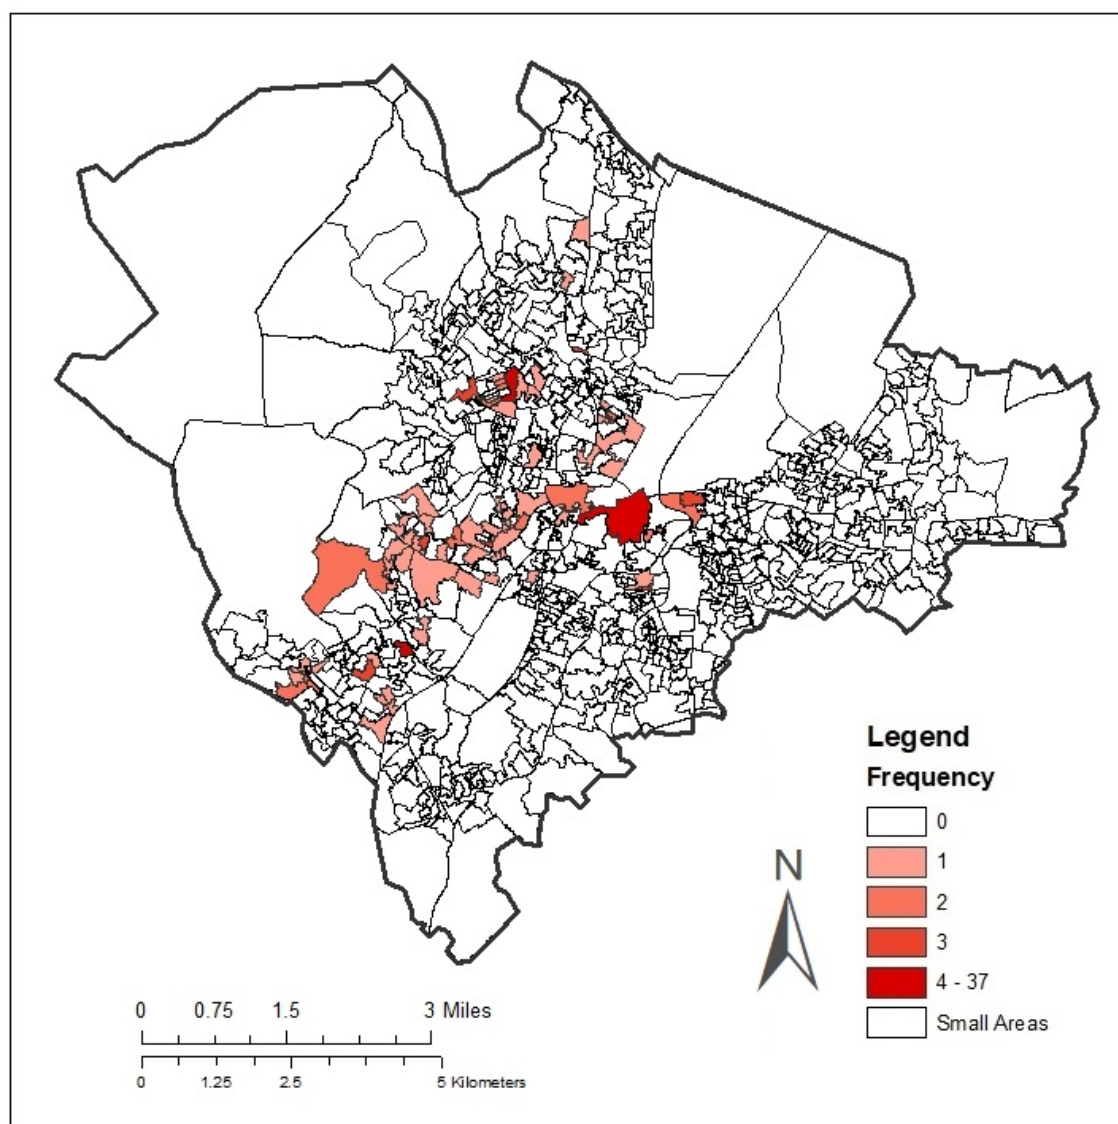 Legend
Frequency
0
1
2
3
4 - 37
Small Areas
N
0 0.75 1.5 3 Miles
0 1.25 2.5 5 Kilometers